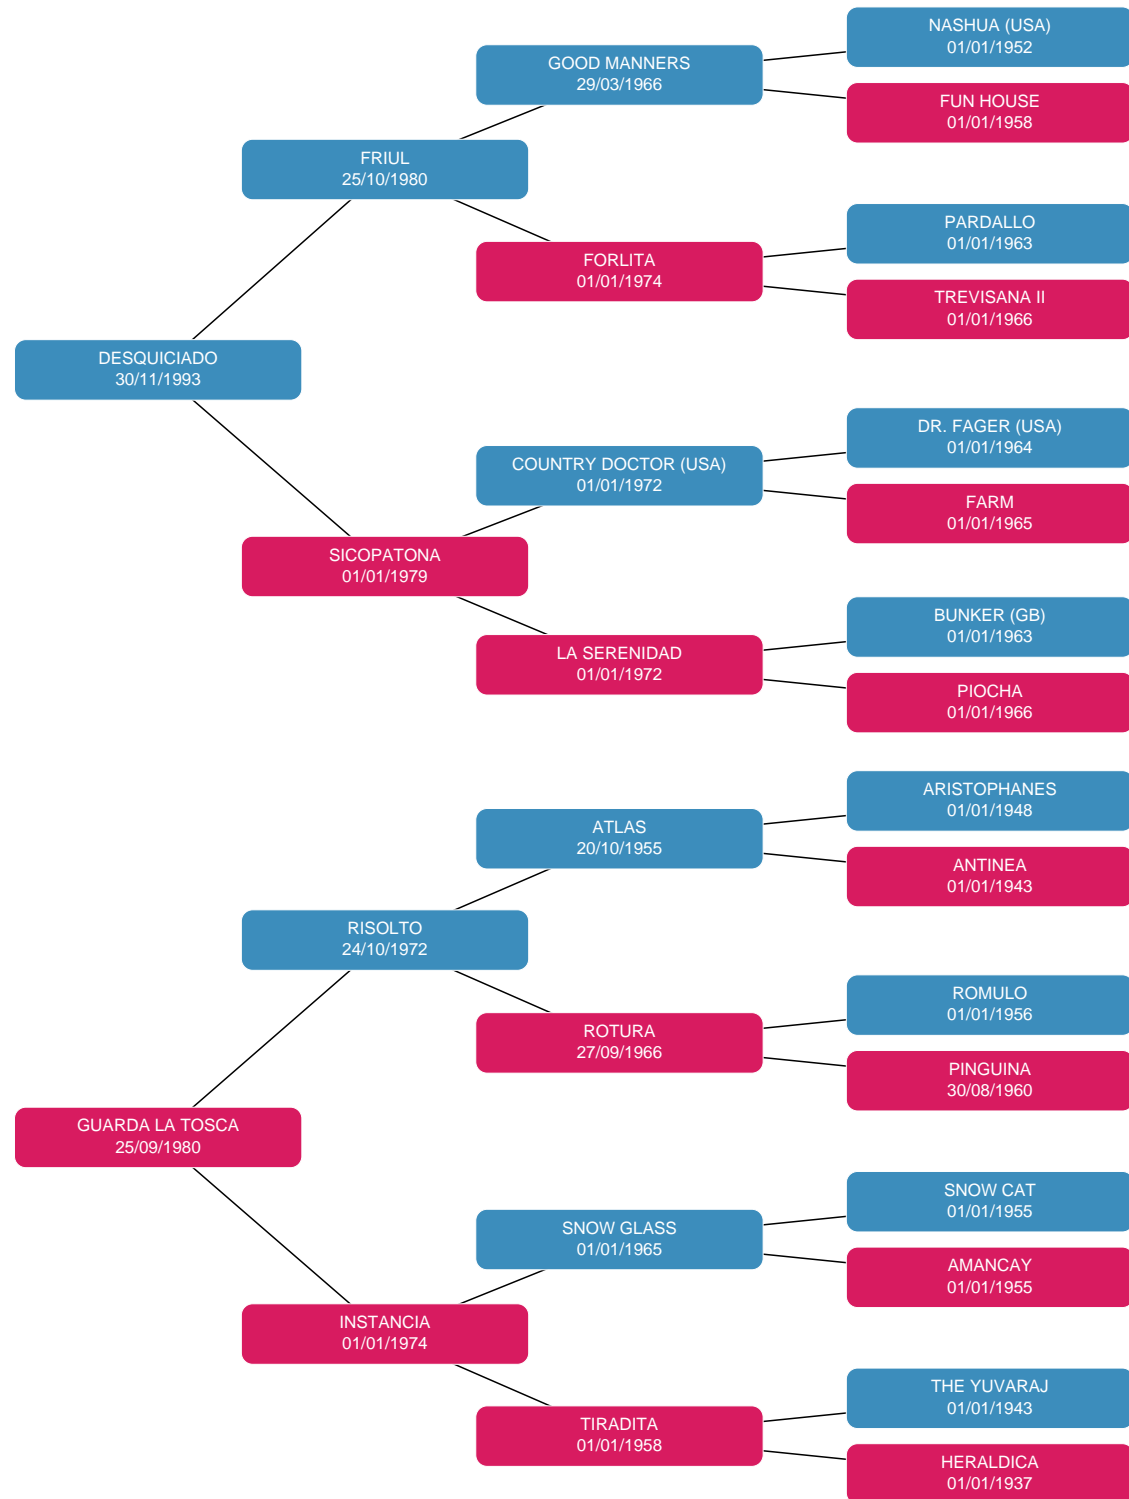 NASHUA (USA)
01/01/1952
GOOD MANNERS
29/03/1966
FUN HOUSE
01/01/1958
FRIUL
25/10/1980
PARDALLO
01/01/1963
FORLITA
01/01/1974
TREVISANA II
01/01/1966
DESQUICIADO
30/11/1993
DR. FAGER (USA)
01/01/1964
COUNTRY DOCTOR (USA)
01/01/1972
FARM
01/01/1965
SICOPATONA
01/01/1979
BUNKER (GB)
01/01/1963
LA SERENIDAD
01/01/1972
PIOCHA
01/01/1966
ARISTOPHANES
01/01/1948
ATLAS
20/10/1955
ANTINEA
01/01/1943
RISOLTO
24/10/1972
ROMULO
01/01/1956
ROTURA
27/09/1966
PINGUINA
30/08/1960
GUARDA LA TOSCA
25/09/1980
SNOW CAT
01/01/1955
SNOW GLASS
01/01/1965
AMANCAY
01/01/1955
INSTANCIA
01/01/1974
THE YUVARAJ
01/01/1943
TIRADITA
01/01/1958
HERALDICA
01/01/1937